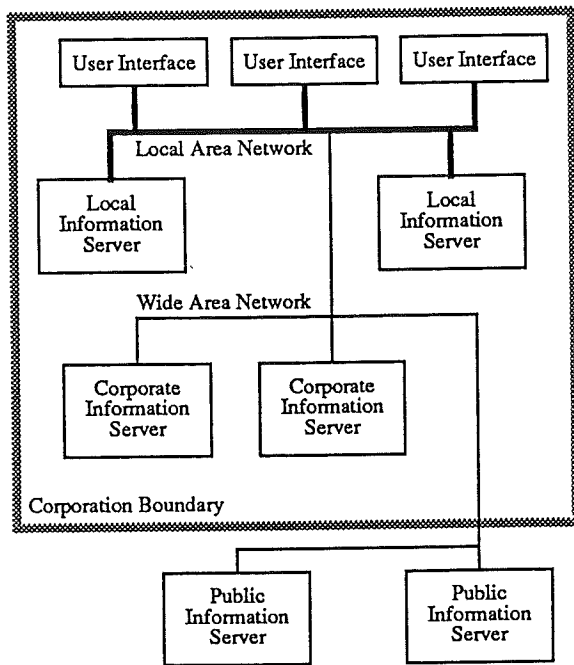 User Interface
User Interface
User Interface
Local Area Network
Local
Information
Server
Local
Information
Server
Wide Area Network
Corporate
Information
Server
Corporate
Information
Server
Corporation Boundary
Public
Information
Server
Public
Information
Server